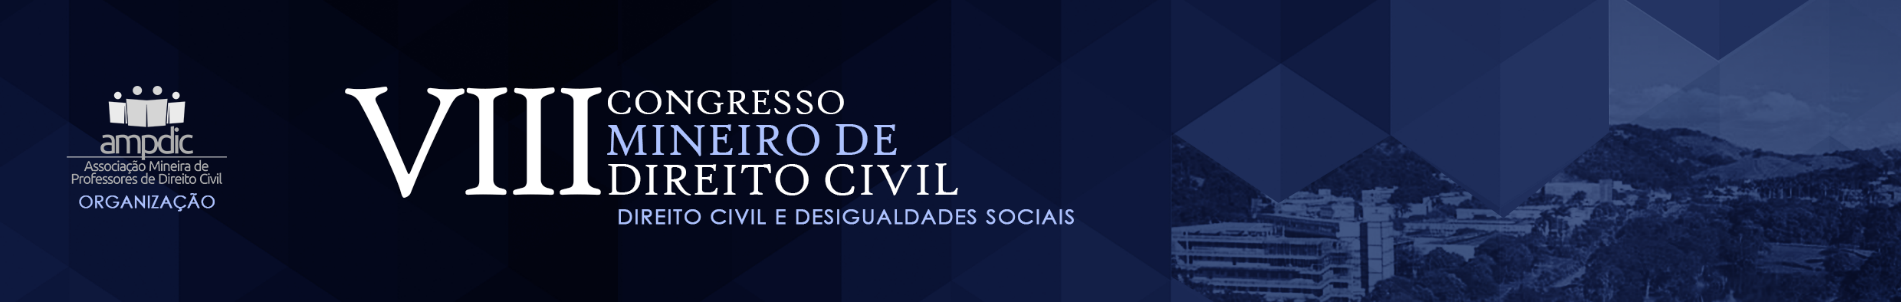 ampdic
Associação Mineira de
Professores de Direito Civil
ORGANIZAÇÃO
VIII CONGRESSO
MINEIRO DE
DIREITO CIVIL
DIREITO CIVIL E DESIGUALDADES SOCIAIS